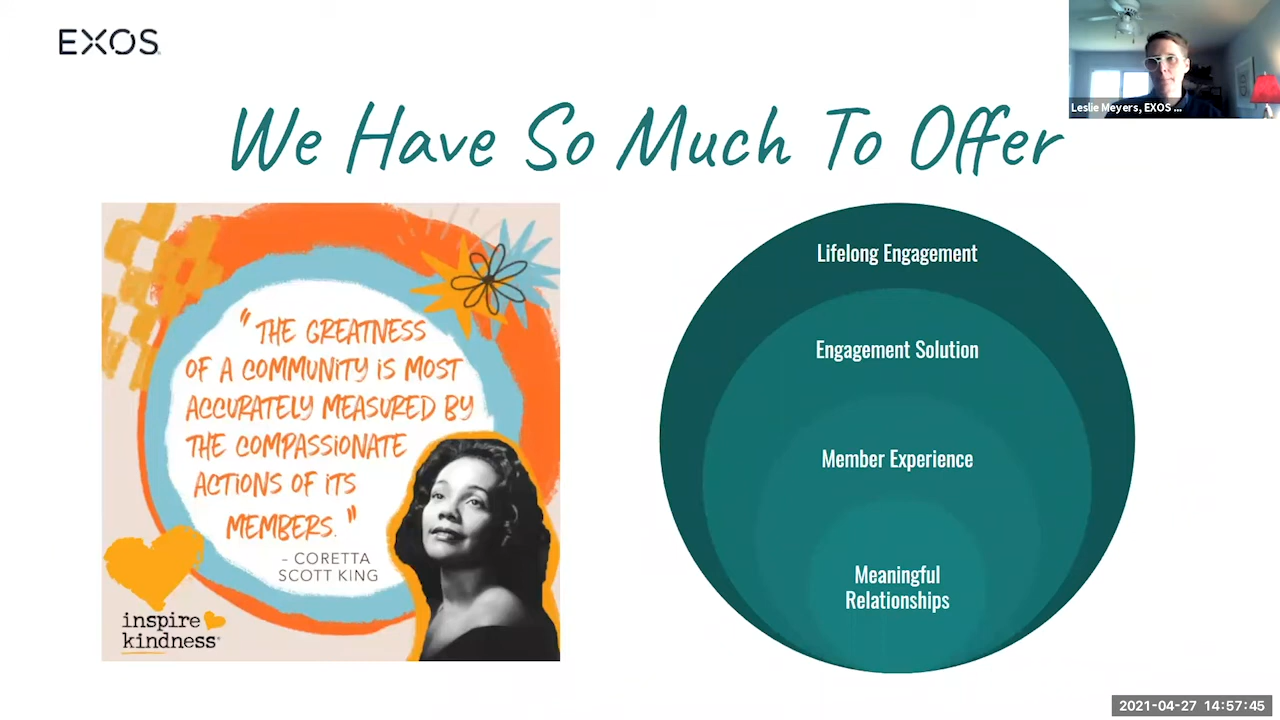 EXOS
Leslie Meyers, EXOS ...
We Have So Much To Offer
"THE GREATNESS
OF A COMMUNITY IS MOST
ACCURATELY MEASURED BY
THE COMPASSIONATE
ACTIONS OF ITS
MEMBERS."
- CORETTA
SCOTT KING
inspire
kindness
Lifelong Engagement
Engagement Solution
Member Experience
Meaningful
Relationships
2021-04-27 14:57:45